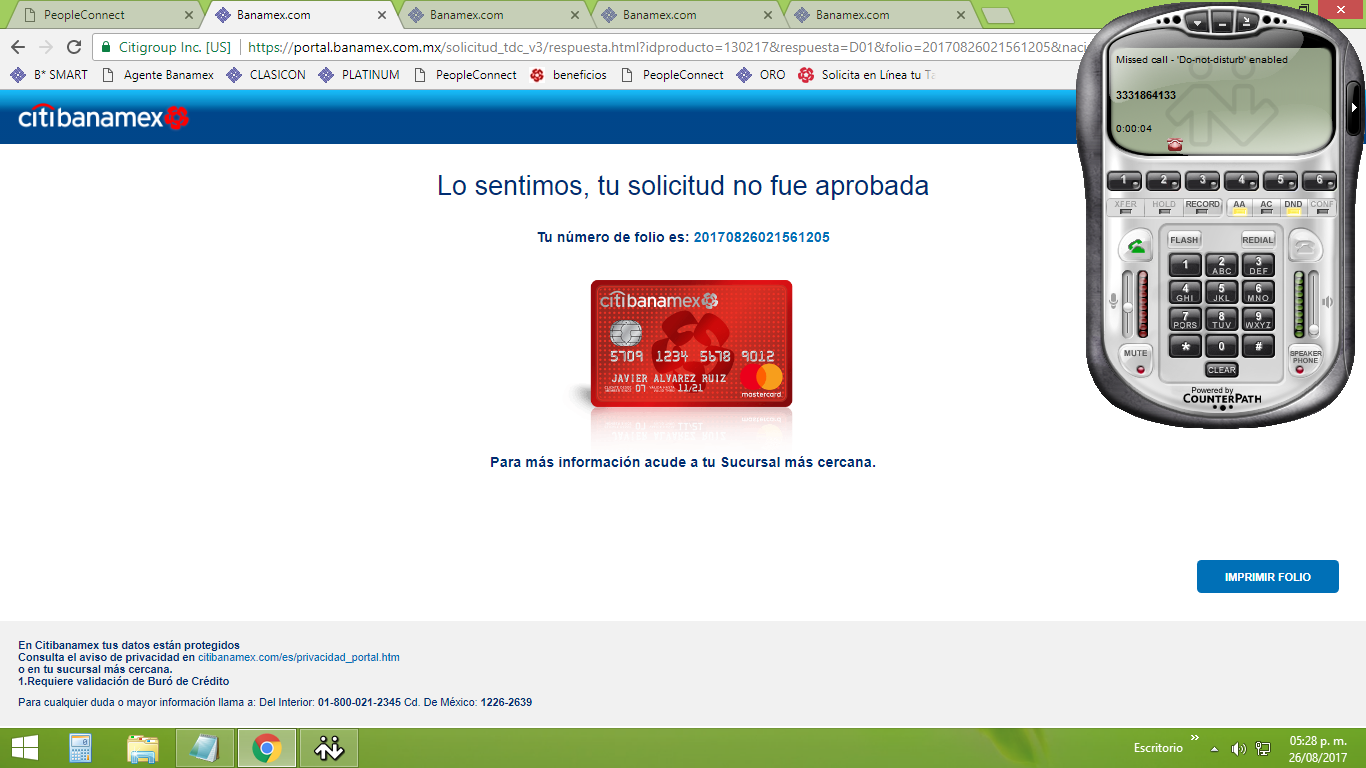 PeopleConnect
Banamex.com
Banamex.com
Banamex.com
Banamex.com
Citigroup Inc. [US]
https://portal.banamex.com.mx/solicitud_tdc_v3/respuesta.html?idproducto=130217&respuesta=D01&folio=20170826021561205&naci
B* SMART
Agente Banamex
CLASICON
PLATINUM
PeopleConnect
beneficios
PeopleConnect
ORO
Solicita en Línea tu Ta
citibanamex
Lo sentimos, tu solicitud no fue aprobada
Tu número de folio es: 20170826021561205
citibanamex
5709 1234 5678 9012
JAVIER ALVAREZ RUIZ
07
11/21
mastercard
Para más información acude a tu Sucursal más cercana.
IMPRIMIR FOLIO
En Citibanamex tus datos están protegidos
Consulta el aviso de privacidad en citibanamex.com/es/privacidad_portal.htm
o en tu sucursal más cercana.
1.Requiere validación de Buró de Crédito
Para cualquier duda o mayor información llama a: Del Interior: 01-800-021-2345 Cd. De México: 1226-2639
Missed call - 'Do-not-disturb' enabled
3331864133
0:00:04
1 2 3 4 5 6
XFER HOLD RECORD AA AC DND CONF
FLASH REDIAL
1 2 ABC 3 DEF
4 GHI 5 JKL 6 MNO
7 PQRS 8 TUV 9 WXYZ
* 0 #
MUTE
SPEAKER PHONE
CLEAR
Powered by
COUNTERPATH
Escritorio
05:28 p. m.
26/08/2017